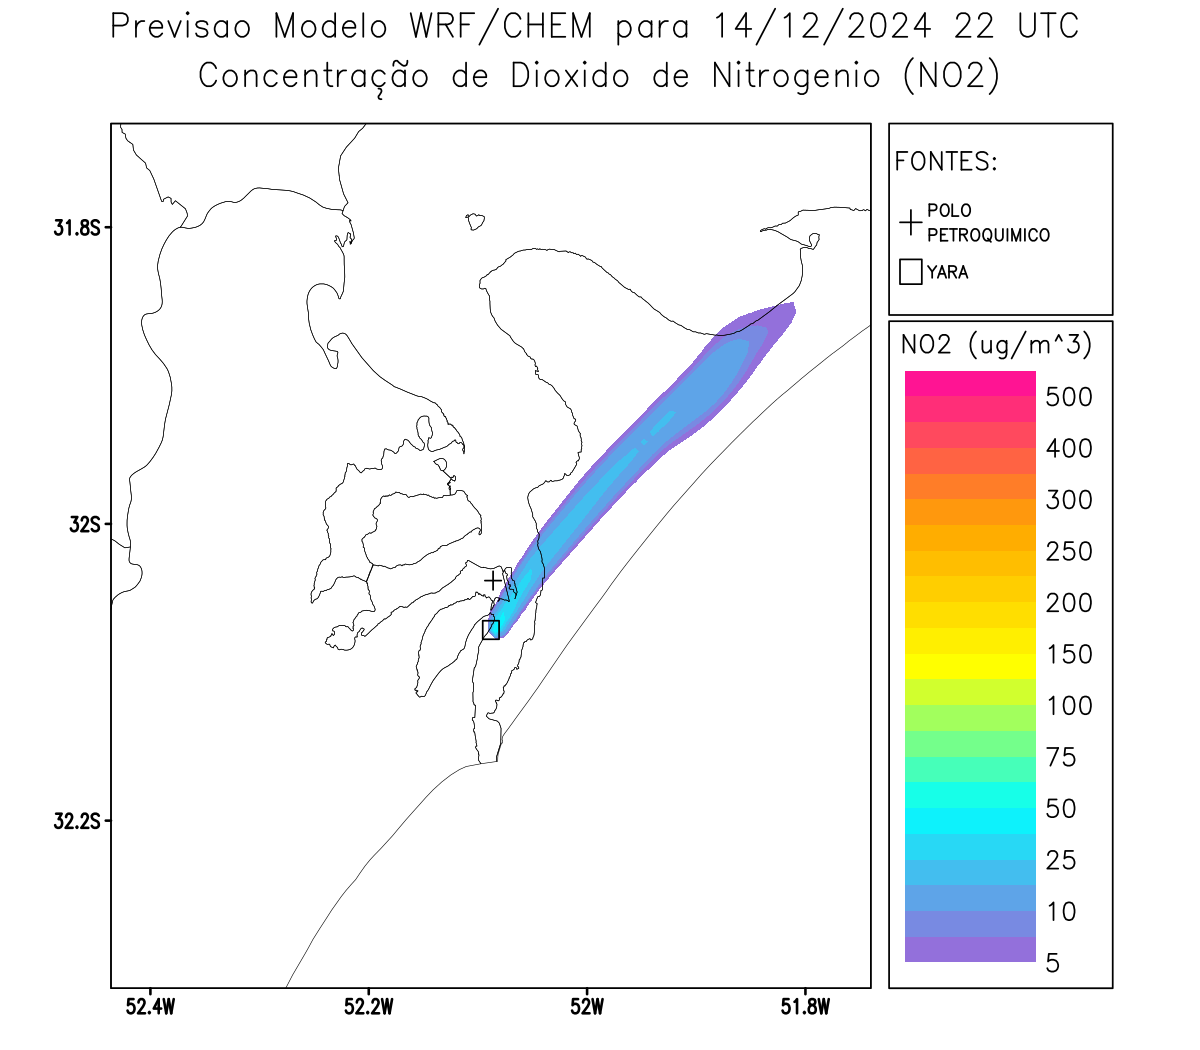 Previsao Modelo WRF/CHEM para 14/12/2024 22 UTC
Concentração de Dioxido de Nitrogenio (NO2)
FONTES:
POLO
PETROQUIMICO
YARA
31.8S
32S
32.2S
52.4W
52.2W
52W
51.8W
NO2 (ug/m^3)
500
400
300
250
200
150
100
75
50
25
10
5